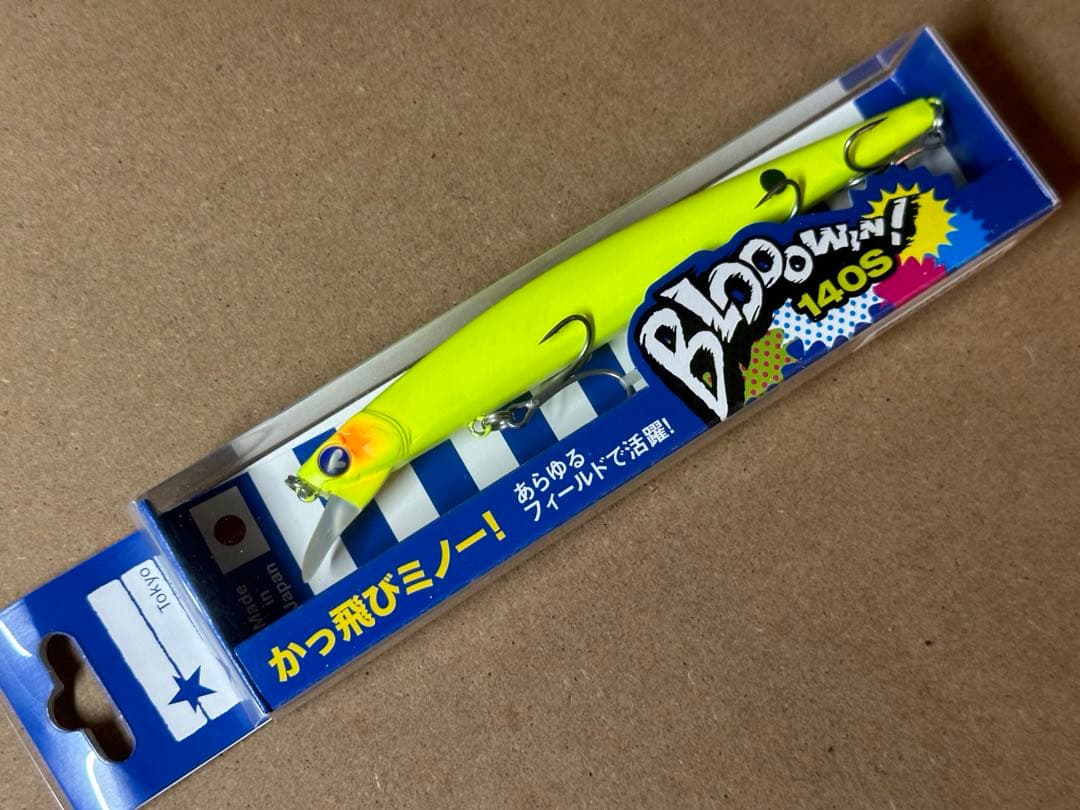 BLOOOWIN!
140S
かっ飛びミノー!
あらゆる
フィールドで活躍!
Made
in
Japan
Tokyo